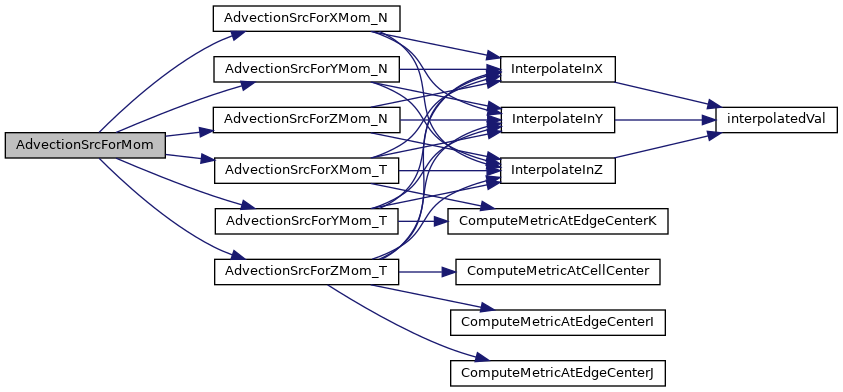 AdvectionSrcForMom
AdvectionSrcForXMom_N
AdvectionSrcForYMom_N
AdvectionSrcForZMom_N
AdvectionSrcForXMom_T
AdvectionSrcForYMom_T
AdvectionSrcForZMom_T
InterpolateInX
InterpolateInY
InterpolateInZ
ComputeMetricAtEdgeCenterK
ComputeMetricAtCellCenter
ComputeMetricAtEdgeCenterI
ComputeMetricAtEdgeCenterJ
interpolatedVal